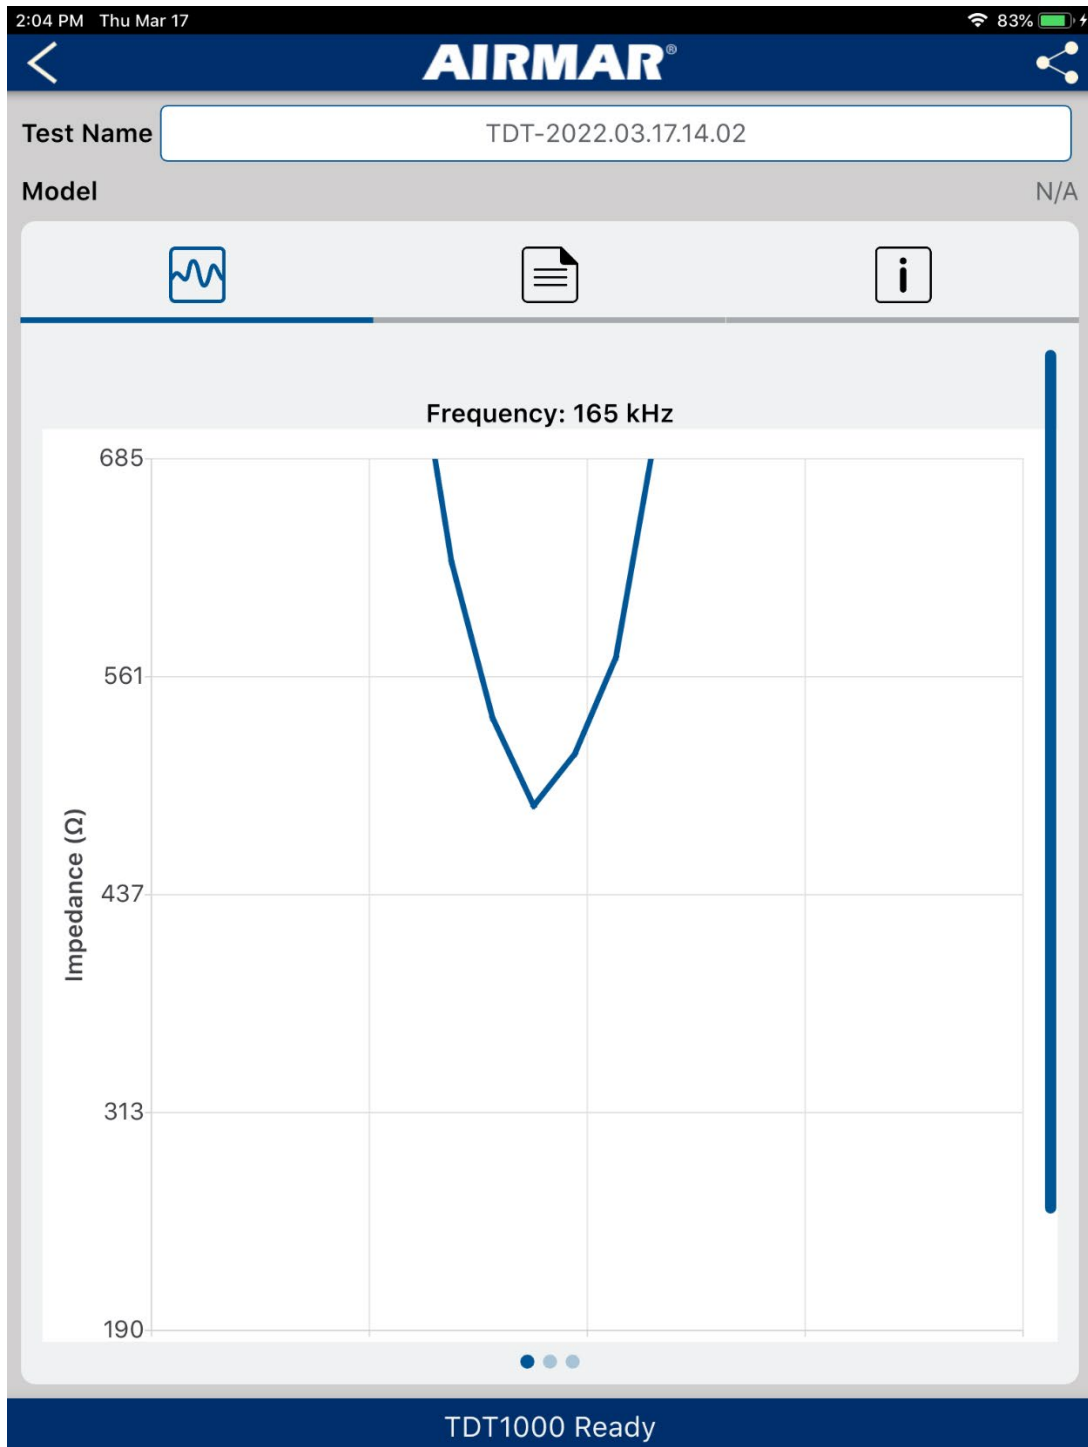 2:04 PM Thu Mar 17 83%
AIRMAR®
Test Name TDT-2022.03.17.14.02
Model N/A
Frequency: 165 kHz
685
561
Impedance (Ω)
437
313
190
TDT1000 Ready